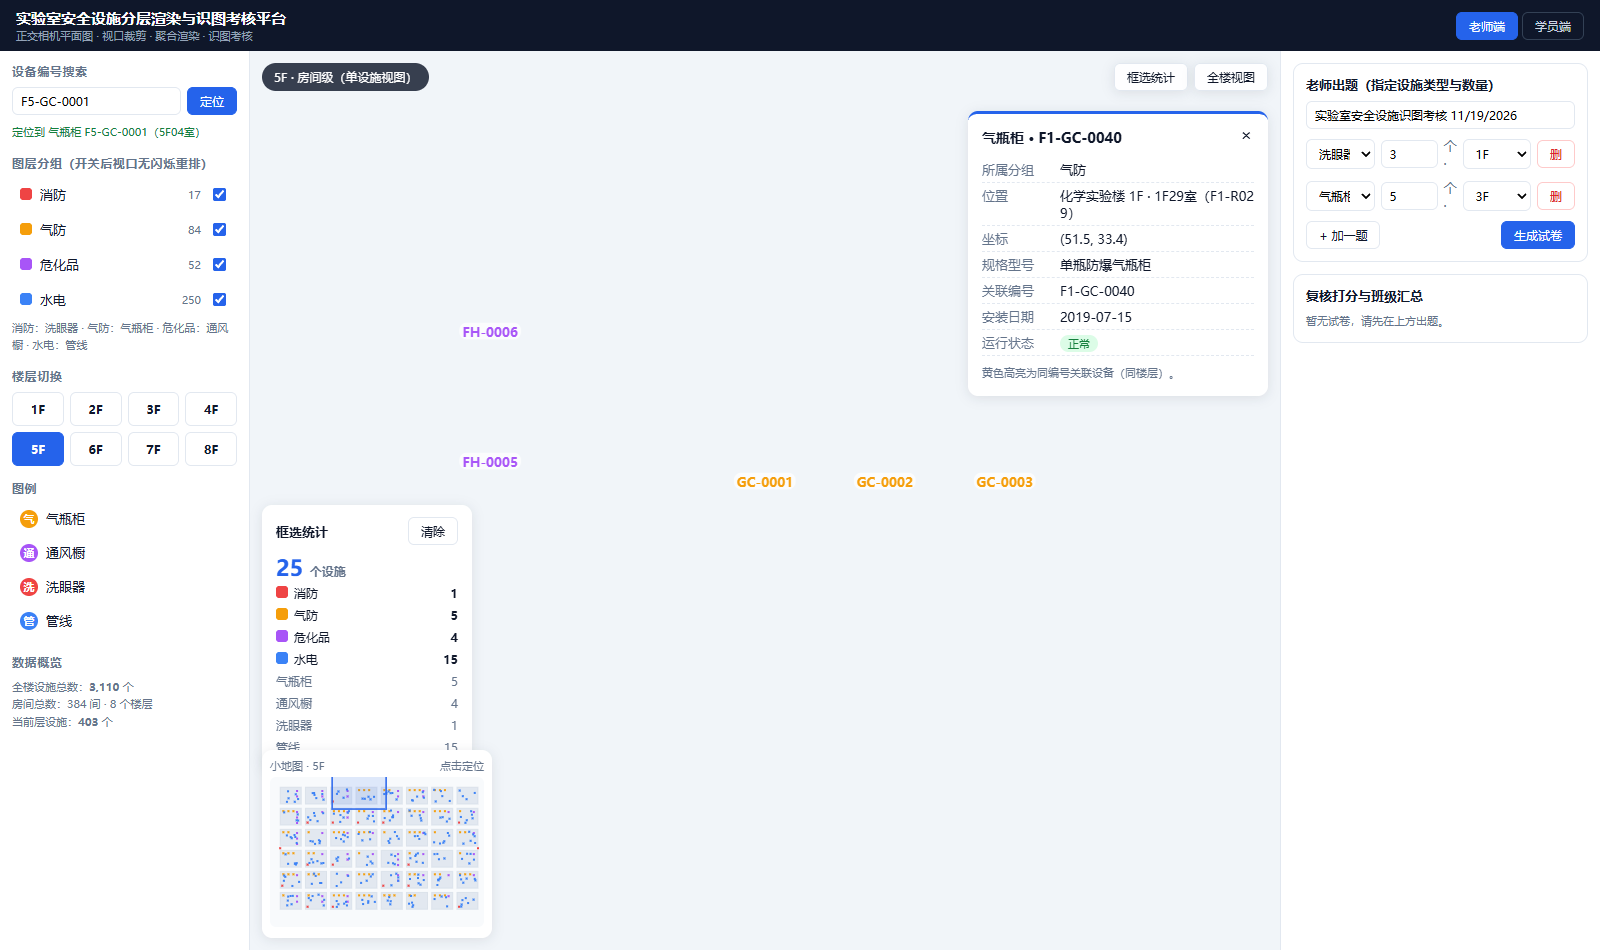 实验室安全设施分层渲染与识图考核平台
正交相机平面图 · 视口裁剪 · 聚合渲染 · 识图考核
老师端
学员端
设备编号搜索
F5-GC-0001
定位
定位到 气瓶柜 F5-GC-0001（5F04室）
图层分组（开关后视口无闪烁重排）
消防 17
气防 84
危化品 52
水电 250
消防：洗眼器 · 气防：气瓶柜 · 危化品：通风
橱 · 水电：管线
楼层切换
1F 2F 3F 4F
5F 6F 7F 8F
图例
气 气瓶柜
通 通风橱
洗 洗眼器
管 管线
数据概览
全楼设施总数：3,110 个
房间总数：384 间 · 8 个楼层
当前层设施：403 个
5F · 房间级（单设施视图）
框选统计
全楼视图
FH-0006
FH-0005
GC-0001
GC-0002
GC-0003
气瓶柜 • F1-GC-0040
×
所属分组 气防
位置 化学实验楼 1F · 1F29室（F1-R02
9）
坐标 (51.5, 33.4)
规格型号 单瓶防爆气瓶柜
关联编号 F1-GC-0040
安装日期 2019-07-15
运行状态 正常
黄色高亮为同编号关联设备（同楼层）。
框选统计 清除
25 个设施
消防 1
气防 5
危化品 4
水电 15
气瓶柜 5
通风橱 4
洗眼器 1
管线 15
小地图 · 5F 点击定位
老师出题（指定设施类型与数量）
实验室安全设施识图考核 11/19/2026
洗眼器 3 个 · 1F 删
气瓶柜 5 个 · 3F 删
+ 加一题
生成试卷
复核打分与班级汇总
暂无试卷，请先在上方出题。